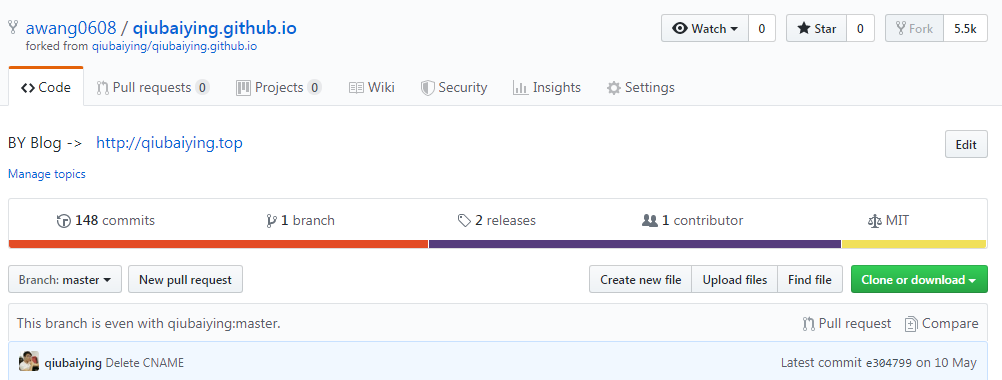 awang0608 / qiubaiying.github.io
forked from qiubaiying/qiubaiying.github.io
Watch 0 Star 0 Fork 5.5k
Code Pull requests 0 Projects 0 Wiki Security Insights Settings
BY Blog -> http://qiubaiying.top
Edit
Manage topics
148 commits 1 branch 2 releases 1 contributor MIT
Branch: master New pull request Create new file Upload files Find file Clone or download
This branch is even with qiubaiying:master. Pull request Compare
qiubaiying Delete CNAME Latest commit e304799 on 10 May